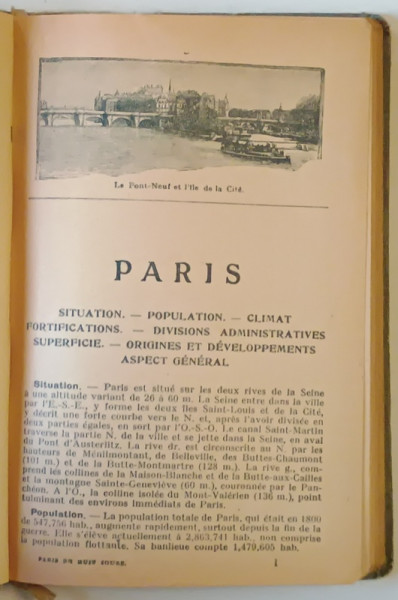 Le Pont-Neuf et l'île de la Cité.
PARIS
SITUATION. — POPULATION. — CLIMAT
FORTIFICATIONS. — DIVISIONS ADMINISTRATIVES
SUPERFICIE. — ORIGINES ET DÉVELOPPEMENTS
ASPECT GÉNÉRAL
Situation. — Paris est situé sur les deux rives de la Seine
à une altitude variant de 26 à 60 m. La Seine entre dans la ville
par l'E.-S.-E., y forme les deux îles Saint-Louis et de la Cité,
y décrit une forte courbe vers le N. et, après l'avoir divisée en
deux parties égales, en sort par l'O.-S.-O. Le canal Saint-Martin
traverse la partie N. de la ville et se jette dans la Seine, en aval
du Pont d'Austerlitz. La rive dr. est circonscrite au N. par les
hauteurs de Ménilmontant, de Belleville, des Buttes-Chaumont
(101 m.) et de la Butte-Montmartre (128 m.). La rive g., com-
prend les collines de la Maison-Blanche et de la Butte-aux-Cailles
et la montagne Sainte-Geneviève (60 m.), couronnée par le Pan-
théon. A l'O., la colline isolée du Mont-Valérien (136 m.), point
culminant des environs immédiats de Paris.
Population. — La population totale de Paris, qui était en 1800
de 547,756 hab., augmente rapidement, surtout depuis la fin de la
guerre. Elle s'élève actuellement à 2,863,741 hab., non comprise
la population flottante. Sa banlieue compte 1,479,605 hab.
PARIS EN HUIT JOURS.
1